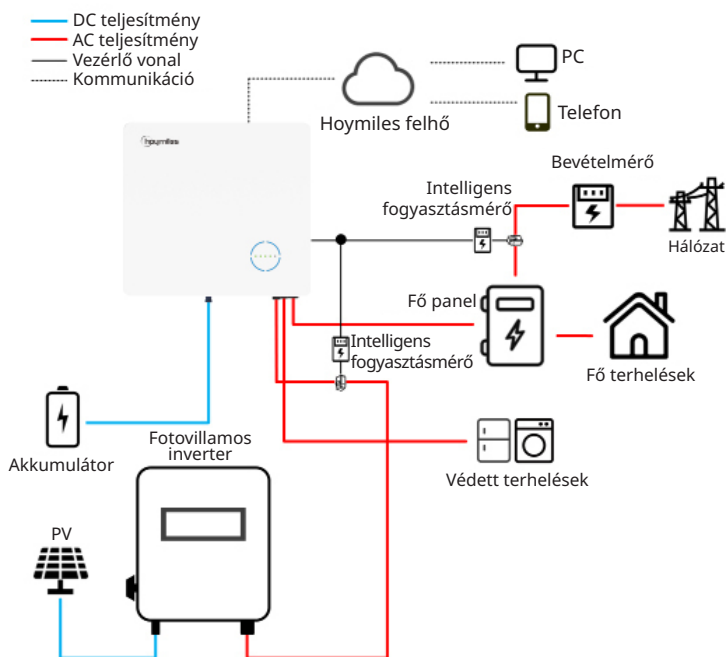 DC teljesítmény
AC teljesítmény
Vezérlő vonal
Kommunikáció
PC
Telefon
Hoymiles felhő
hoymiles
Bevételmérő
Intelligens
fogyasztásmérő
Hálózat
Fő panel
Intelligens
fogyasztásmérő
Fő terhelések
Akkumulátor
Fotovillamos
inverter
Védett terhelések
PV